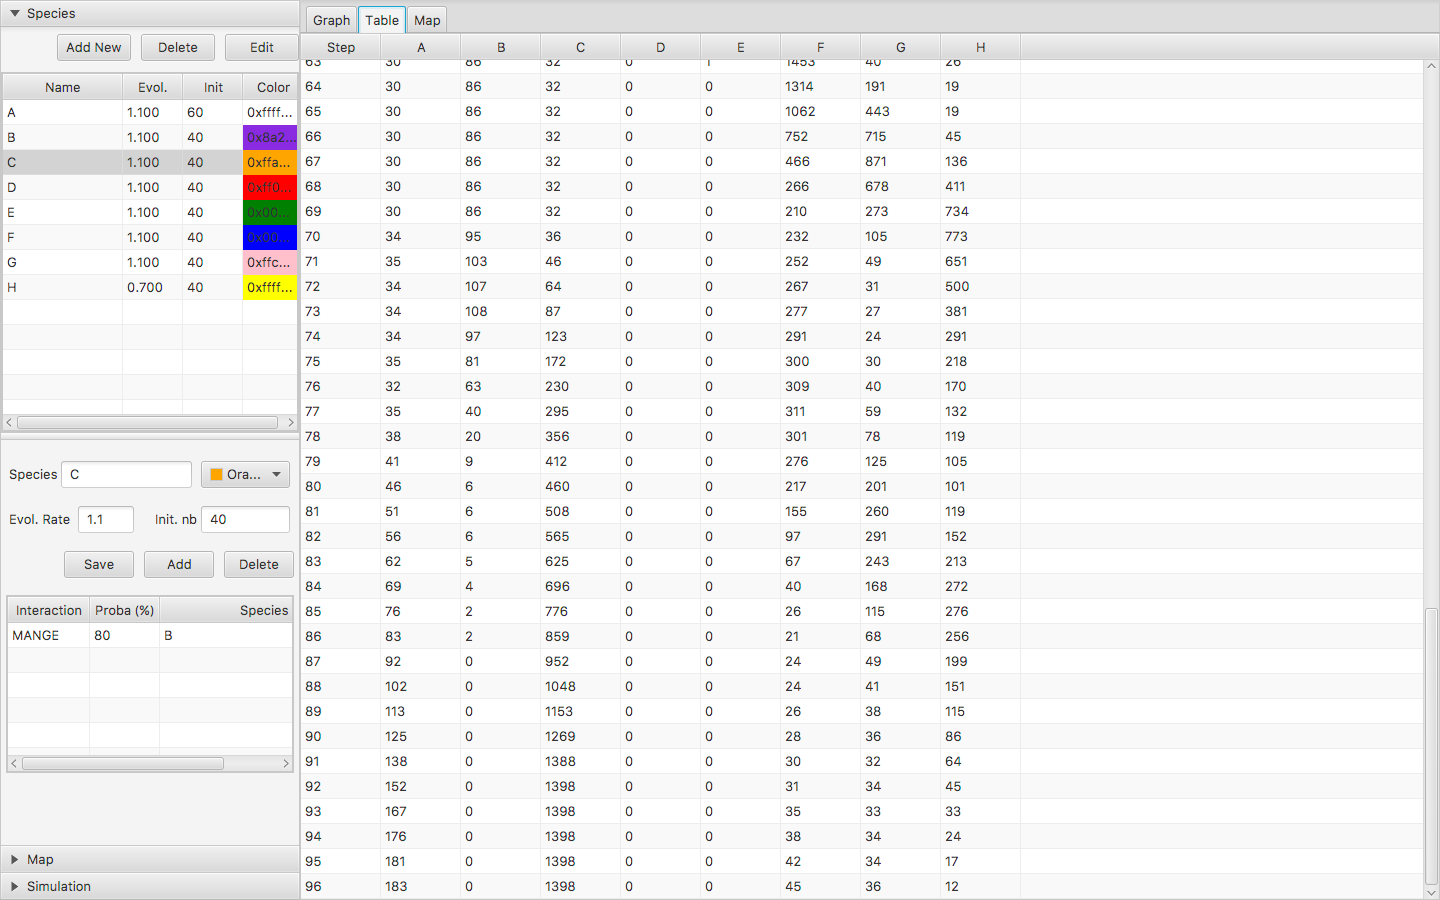 Species
Add New Delete Edit
Name Evol. Init Color
A 1.100 60 0xffff...
B 1.100 40 0x8a2...
C 1.100 40 0xffa...
D 1.100 40 0xff0...
E 1.100 40 0x00...
F 1.100 40 0x00...
G 1.100 40 0xffc...
H 0.700 40 0xffff...
Species C Ora...
Evol. Rate 1.1 Init. nb 40
Save Add Delete
Interaction Proba (%) Species
MANGE 80 B
Map
Simulation
Graph Table Map
Step A B C D E F G H
63 30 86 32 0 1 1453 40 26
64 30 86 32 0 0 1314 191 19
65 30 86 32 0 0 1062 443 19
66 30 86 32 0 0 752 715 45
67 30 86 32 0 0 466 871 136
68 30 86 32 0 0 266 678 411
69 30 86 32 0 0 210 273 734
70 34 95 36 0 0 232 105 773
71 35 103 46 0 0 252 49 651
72 34 107 64 0 0 267 31 500
73 34 108 87 0 0 277 27 381
74 34 97 123 0 0 291 24 291
75 35 81 172 0 0 300 30 218
76 32 63 230 0 0 309 40 170
77 35 40 295 0 0 311 59 132
78 38 20 356 0 0 301 78 119
79 41 9 412 0 0 276 125 105
80 46 6 460 0 0 217 201 101
81 51 6 508 0 0 155 260 119
82 56 6 565 0 0 97 291 152
83 62 5 625 0 0 67 243 213
84 69 4 696 0 0 40 168 272
85 76 2 776 0 0 26 115 276
86 83 2 859 0 0 21 68 256
87 92 0 952 0 0 24 49 199
88 102 0 1048 0 0 24 41 151
89 113 0 1153 0 0 26 38 115
90 125 0 1269 0 0 28 36 86
91 138 0 1388 0 0 30 32 64
92 152 0 1398 0 0 31 34 45
93 167 0 1398 0 0 35 33 33
94 176 0 1398 0 0 38 34 24
95 181 0 1398 0 0 42 34 17
96 183 0 1398 0 0 45 36 12